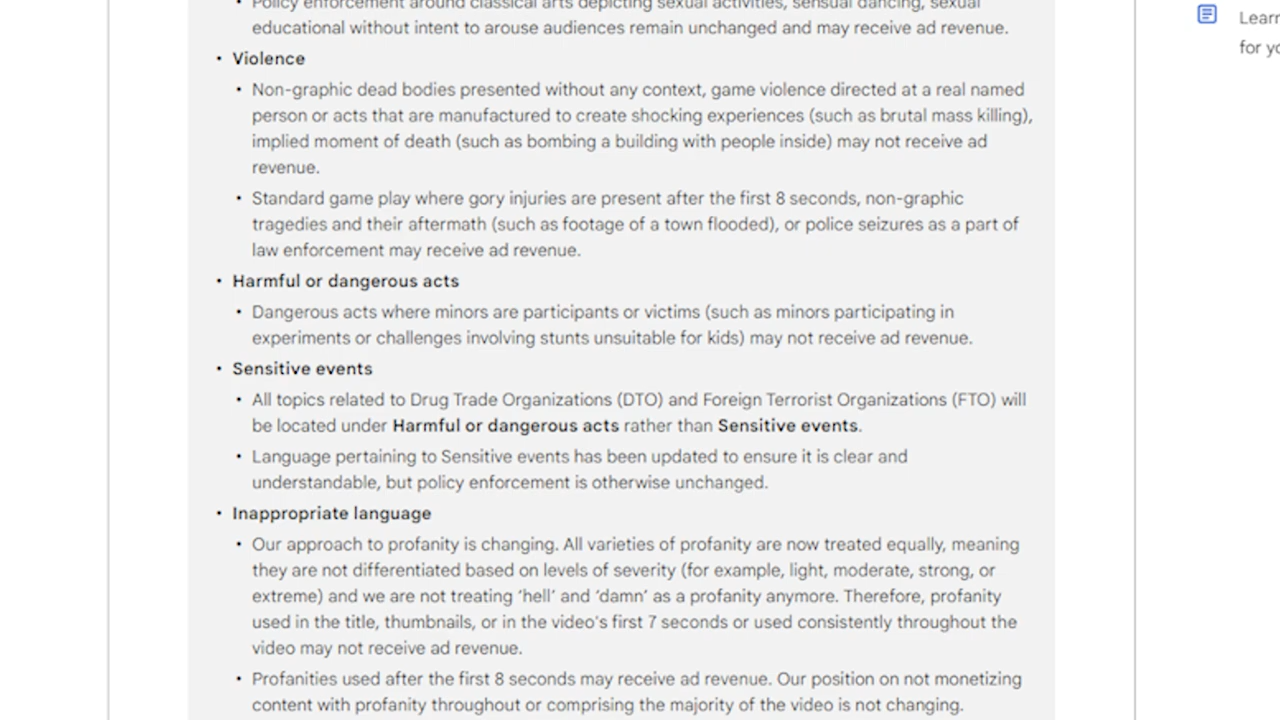 Policy enforcement around classical arts depicting sexual activities, sensual dancing, sexual
educational without intent to arouse audiences remain unchanged and may receive ad revenue.
• Violence
• Non-graphic dead bodies presented without any context, game violence directed at a real named
person or acts that are manufactured to create shocking experiences (such as brutal mass killing),
implied moment of death (such as bombing a building with people inside) may not receive ad
revenue.
• Standard game play where gory injuries are present after the first 8 seconds, non-graphic
tragedies and their aftermath (such as footage of a town flooded), or police seizures as a part of
law enforcement may receive ad revenue.
• Harmful or dangerous acts
• Dangerous acts where minors are participants or victims (such as minors participating in
experiments or challenges involving stunts unsuitable for kids) may not receive ad revenue.
• Sensitive events
• All topics related to Drug Trade Organizations (DTO) and Foreign Terrorist Organizations (FTO) will
be located under Harmful or dangerous acts rather than Sensitive events.
• Language pertaining to Sensitive events has been updated to ensure it is clear and
understandable, but policy enforcement is otherwise unchanged.
• Inappropriate language
• Our approach to profanity is changing. All varieties of profanity are now treated equally, meaning
they are not differentiated based on levels of severity (for example, light, moderate, strong, or
extreme) and we are not treating ‘hell’ and ‘damn’ as a profanity anymore. Therefore, profanity
used in the title, thumbnails, or in the video's first 7 seconds or used consistently throughout the
video may not receive ad revenue.
• Profanities used after the first 8 seconds may receive ad revenue. Our position on not monetizing
content with profanity throughout or comprising the majority of the video is not changing.
Lear
for y